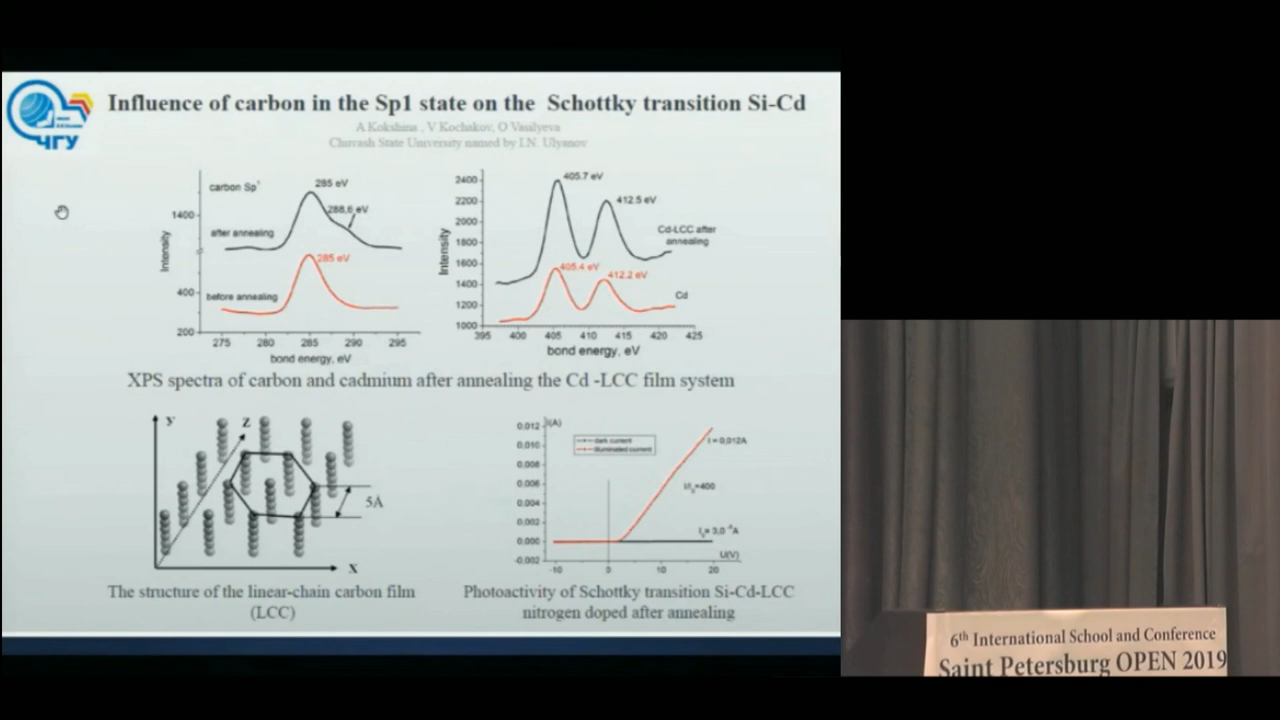 Influence of carbon in the Sp1 state on the Schottky transition Si-Cd
A Kokshina , V Kochakov, O Vasilyeva
Chuvash State University named by I.N. Ulyanov
ЧГУ
carbon Sp¹
285 eV
288,6 eV
1400
after annealing
285 eV
Intensity
400
before annealing
200
275 280 285 290 295
bond energy, eV
2400
2200
2000
1800
1600
1400
1200
1000
405.7 eV
412.5 eV
Cd-LCC after
annealing
405.4 eV
412.2 eV
Cd
Intensity
395 400 405 410 415 420 425
bond energy, eV
XPS spectra of carbon and cadmium after annealing the Cd -LCC film system
Y
Z
5Å
X
The structure of the linear-chain carbon film
(LCC)
0.012
0,010
0.008
0.006
0.004
0.002
0.000
-0.002
I(A)
dark current
illuminated current
I=0,012A
-10 0 10 20
U(V)
Photoactivity of Schottky transition Si-Cd-LCC
nitrogen doped after annealing
6th International School and Conference
Saint Petersburg OPEN 2019